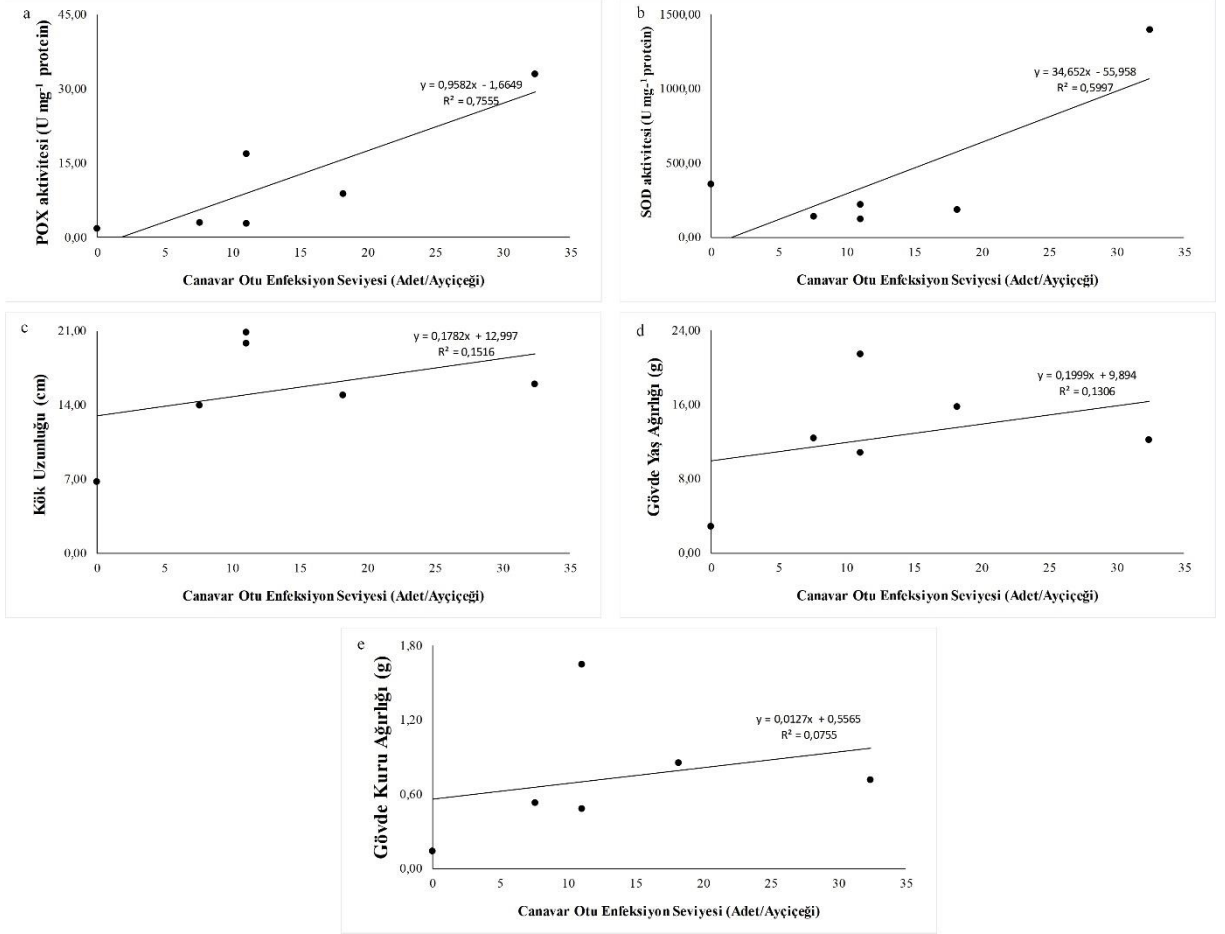 a
POX aktivitesi (U mg⁻¹ protein)
45,00
30,00
15,00
0,00
y = 0,9582x - 1,6649
R² = 0,7555
0 5 10 15 20 25 30 35
Canavar Otu Enfeksiyon Seviyesi (Adet/Ayçiçeği)
b
SOD aktivitesi (U mg-¹ protein)
1500,00
1000,00
500,00
0,00
y = 34,652x - 55,958
R² = 0,5997
0 5 10 15 20 25 30 35
Canavar Otu Enfeksiyon Seviyesi (Adet/Ayçiçeği)
c
Kök Uzunluğu (cm)
21,00
14,00
7,00
0,00
y = 0,1782x + 12,997
R² = 0,1516
0 5 10 15 20 25 30 35
Canavar Otu Enfeksiyon Seviyesi (Adet/Ayçiçeği)
d
Gövde Yaş Ağırlığı (g)
24,00
16,00
8,00
0,00
y = 0,1999x + 9,894
R² = 0,1306
0 5 10 15 20 25 30 35
Canavar Otu Enfeksiyon Seviyesi (Adet/Ayçiçeği)
e
Gövde Kuru Ağırlığı (g)
1,80
1,20
0,60
0,00
y = 0,0127x + 0,5565
R² = 0,0755
0 5 10 15 20 25 30 35
Canavar Otu Enfeksiyon Seviyesi (Adet/Ayçiçeği)